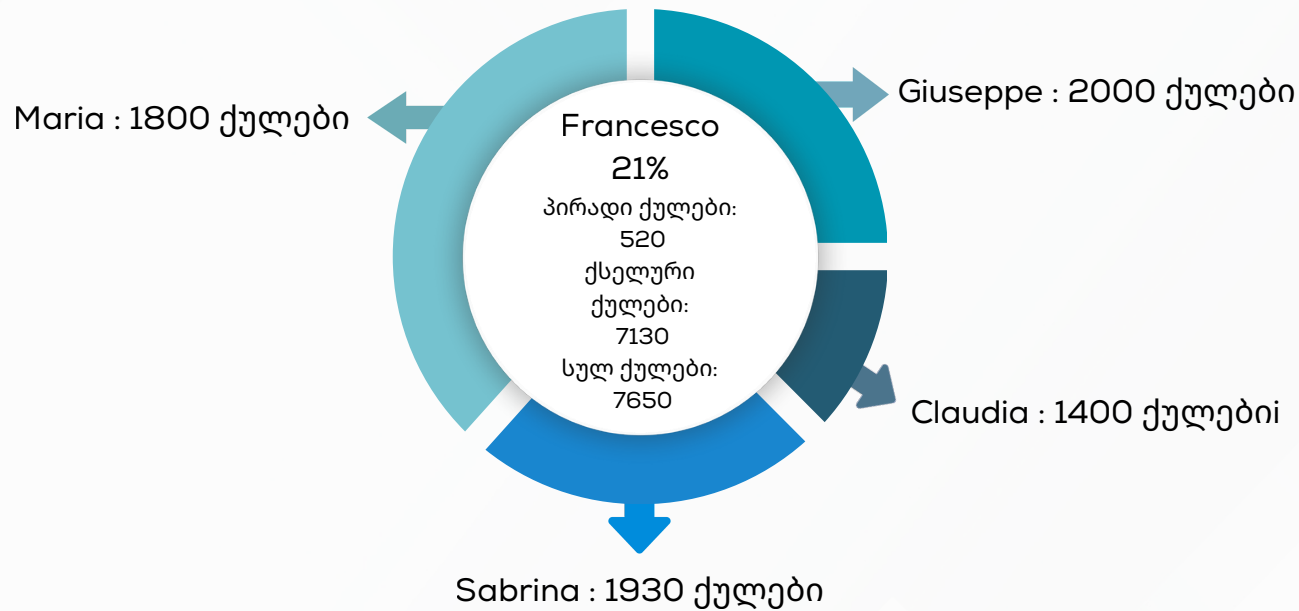 Giuseppe : 2000 ქულები
Maria : 1800 ქულები
Francesco
21%
პირადი ქულები:
520
ქსელური
ქულები:
7130
სულ ქულები:
7650
Claudia : 1400 ქულებიi
Sabrina : 1930 ქულები